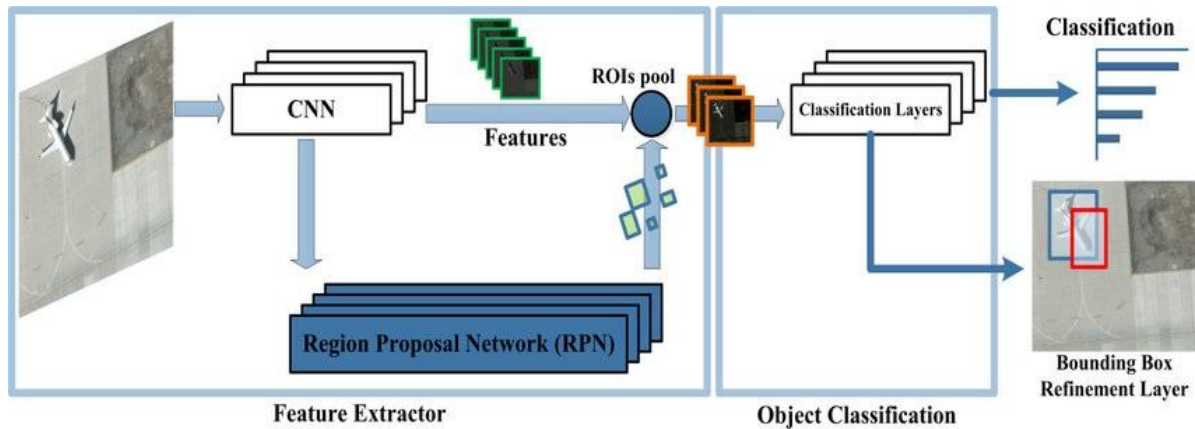 Classification
ROIs pool
CNN
Classification Layers
Features
Region Proposal Network (RPN)
Bounding Box
Refinement Layer
Feature Extractor
Object Classification